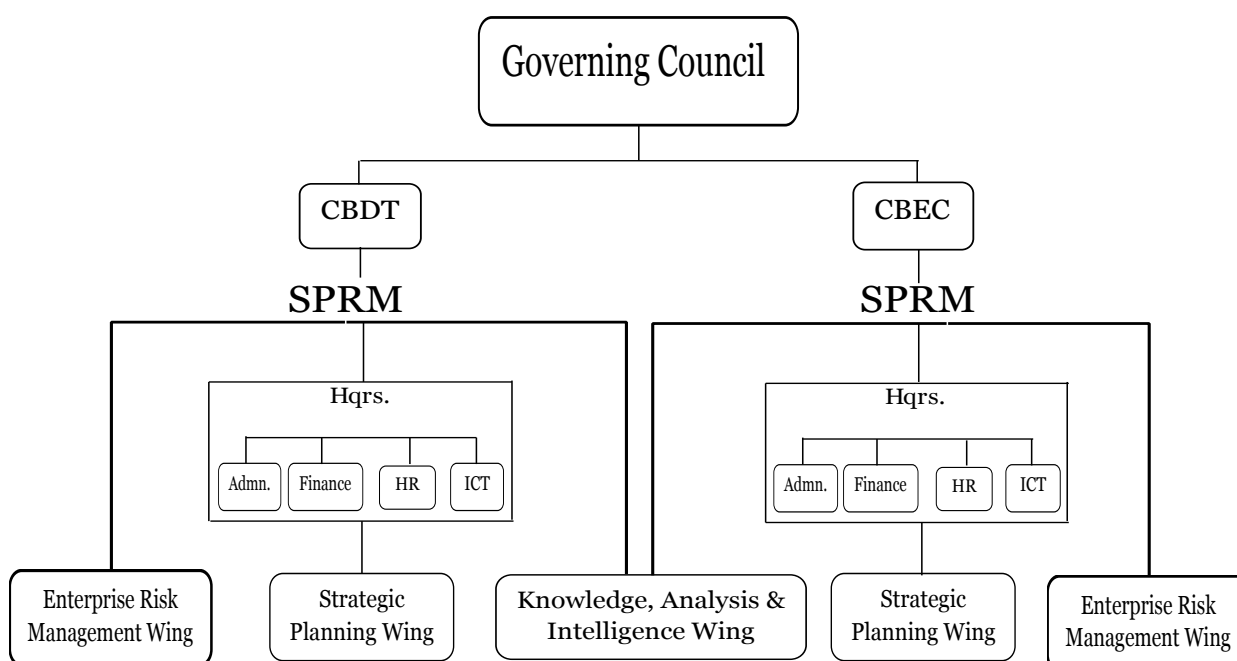 Governing Council
CBDT
CBEC
SPRM
SPRM
Hqrs.
Hqrs.
Admn.
Finance
HR
ICT
Admn.
Finance
HR
ICT
Enterprise Risk
Management Wing
Strategic
Planning Wing
Knowledge, Analysis &
Intelligence Wing
Strategic
Planning Wing
Enterprise Risk
Management Wing